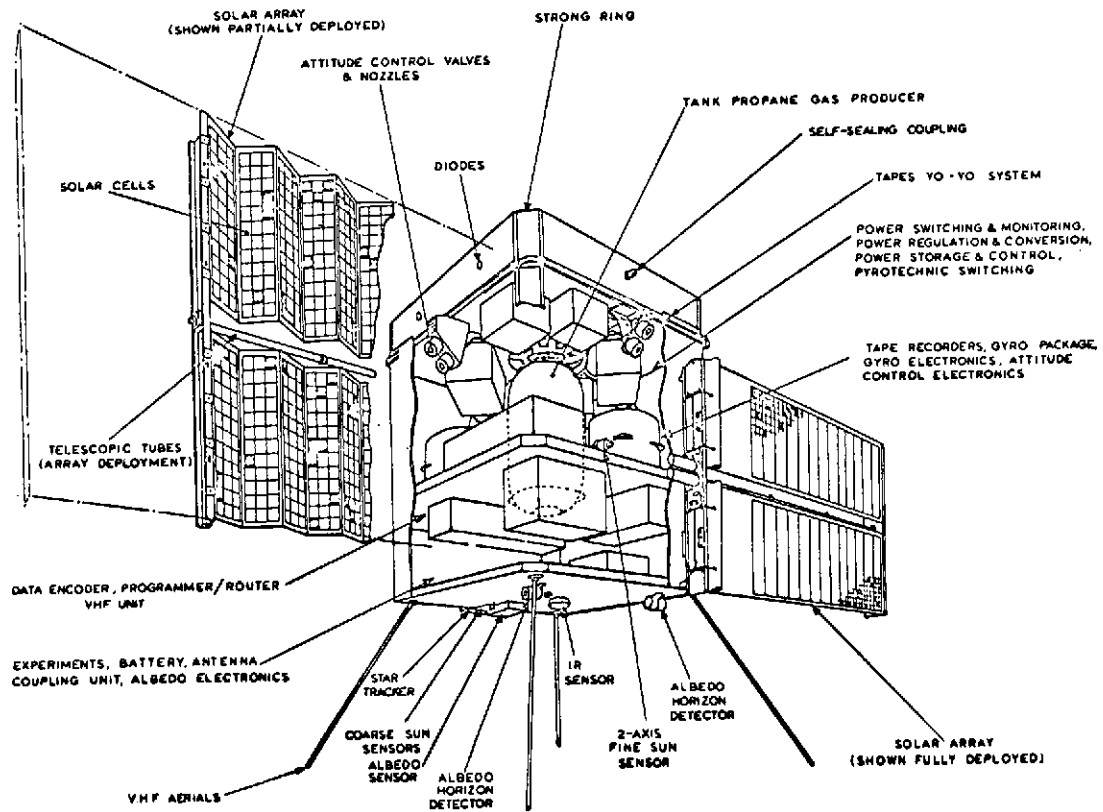 SOLAR ARRAY
(SHOWN PARTIALLY DEPLOYED)
STRONG RING
ATTITUDE CONTROL VALVES
& NOZZLES
TANK PROPANE GAS PRODUCER
SELF-SEALING COUPLING
DIODES
SOLAR CELLS
TAPES YO-YO SYSTEM
POWER SWITCHING & MONITORING,
POWER REGULATION & CONVERSION,
POWER STORAGE & CONTROL,
PYROTECHNIC SWITCHING
TAPE RECORDERS, GYRO PACKAGE,
GYRO ELECTRONICS, ATTITUDE
CONTROL ELECTRONICS
TELESCOPIC TUBES
(ARRAY DEPLOYMENT)
DATA ENCODER, PROGRAMMER/ROUTER
VHF UNIT
EXPERIMENTS, BATTERY, ANTENNA
COUPLING UNIT, ALBEDO ELECTRONICS
STAR
TRACKER
IR
SENSOR
ALBEDO
HORIZON
DETECTOR
COARSE SUN
SENSORS
2-AXIS
FINE SUN
SENSOR
ALBEDO
SENSOR
ALBEDO
HORIZON
DETECTOR
SOLAR ARRAY
(SHOWN FULLY DEPLOYED)
V.H.F AERIALS